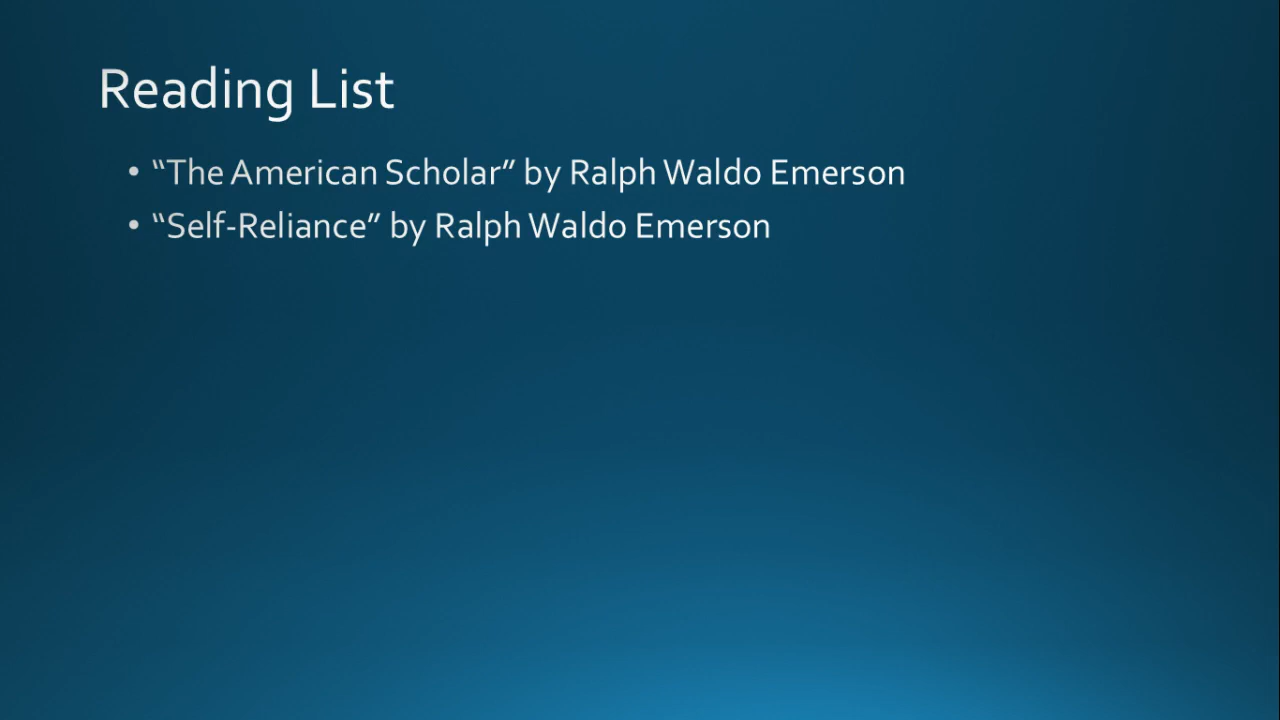 Reading List
• “The American Scholar” by Ralph Waldo Emerson
• “Self-Reliance” by Ralph Waldo Emerson